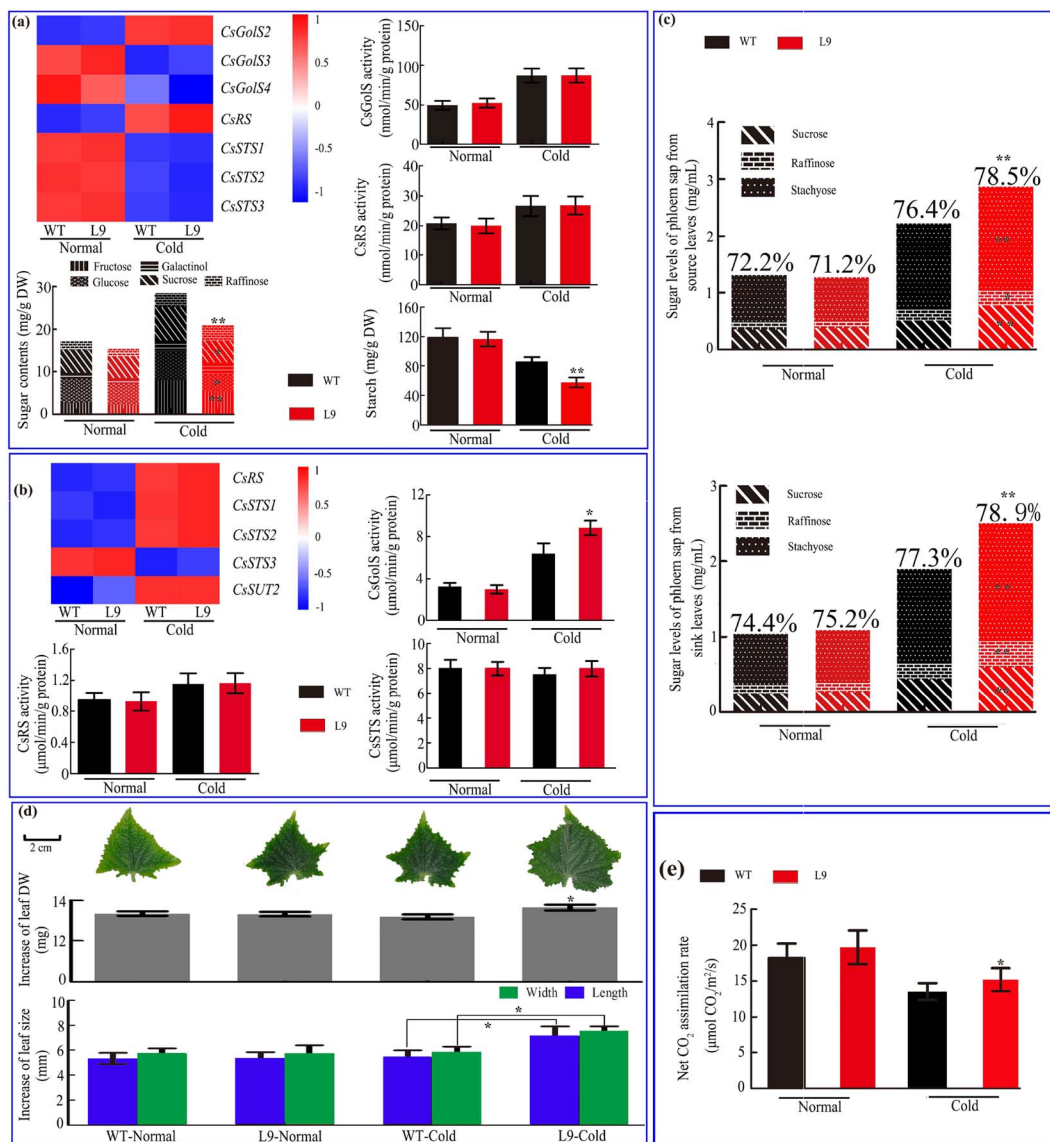 (a)
CsGolS2
CsGolS3
CsGolS4
CsRS
CsSTS1
CsSTS2
CsSTS3
1
0.5
0
-0.5
-1
WT L9 WT L9
Normal Cold
CsGolS activity
(nmol/min/g protein)
150
100
50
0
Normal Cold
CsRS activity
(nmol/min/g protein)
40
30
20
10
0
Normal Cold
Starch (mg/g DW)
160
120
80
40
0
**
Normal Cold
Fructose Galactinol
Glucose Sucrose Raffinose
Sugar contents (mg/g DW)
30
20
10
0
**
*
*
**
Normal Cold
WT
L9
(b)
CsRS
CsSTS1
CsSTS2
CsSTS3
CsSUT2
1
0.5
0
-0.5
-1
WT L9 WT L9
Normal Cold
CsGolS activity
(μmol/min/g protein)
12
8
4
0
*
Normal Cold
CsRS activity
(μmol/min/g protein)
1.6
1.2
0.8
0.4
0
Normal Cold
WT
L9
CsSTS activity
(μmol/min/g protein)
10
8
6
4
2
0
Normal Cold
(c)
WT L9
Sugar levels of phloem sap from
source leaves (mg/mL)
4
3
2
1
0
Sucrose
Raffinose
Stachyose
72.2%
71.2%
76.4%
**
78.5%
**
*
**
Normal Cold
Sugar levels of phloem sap from
sink leaves (mg/mL)
3
2
1
0
Sucrose
Raffinose
Stachyose
74.4%
75.2%
77.3%
**
78. 9%
**
**
**
Normal Cold
(d)
2 cm
Increase of leaf DW
(mg)
14
12
0
*
Width Length
Increase of leaf size
(mm)
10
8
6
4
2
0
*
*
WT-Normal L9-Normal WT-Cold L9-Cold
(e)
WT L9
Net CO2 assimilation rate
(μmol CO2/m²/s)
25
20
15
10
5
0
*
Normal Cold